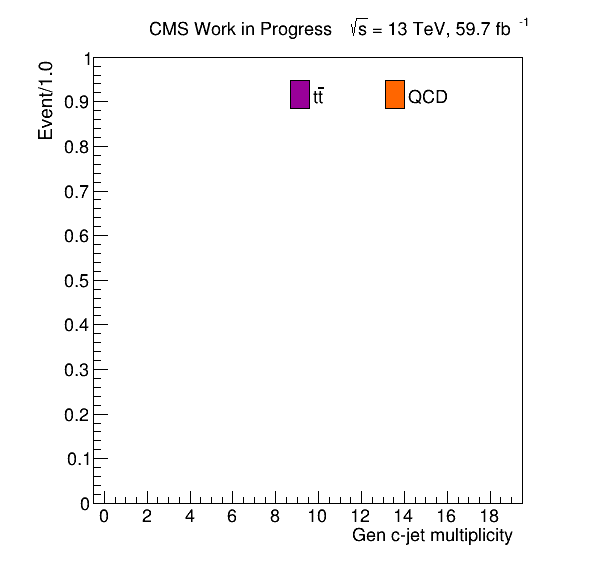 CMS Work in Progress √s = 13 TeV, 59.7 fb⁻¹
Event/1.0
tt̄
QCD
1
0.9
0.8
0.7
0.6
0.5
0.4
0.3
0.2
0.1
0
0 2 4 6 8 10 12 14 16 18
Gen c-jet multiplicity